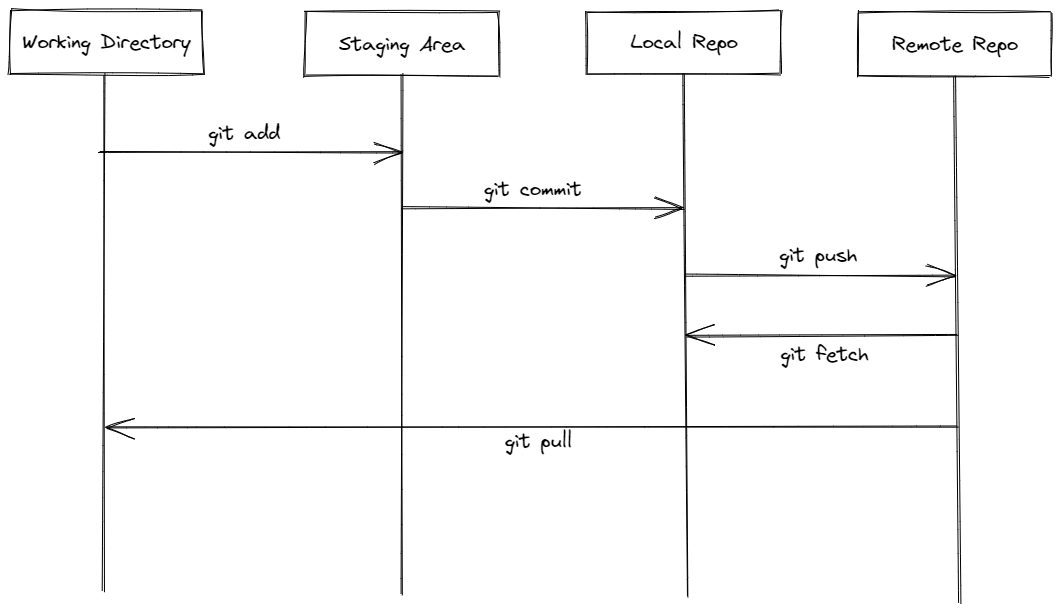 Working Directory
Staging Area
Local Repo
Remote Repo
git add
git commit
git push
git fetch
git pull